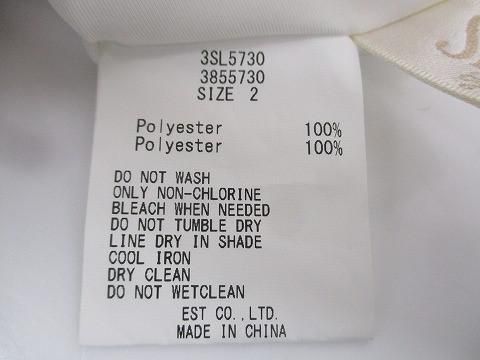 3SL5730
3855730
SIZE 2
Polyester 100%
Polyester 100%
DO NOT WASH
ONLY NON-CHLORINE
BLEACH WHEN NEEDED
DO NOT TUMBLE DRY
LINE DRY IN SHADE
COOL IRON
DRY CLEAN
DO NOT WETCLEAN
EST CO.,LTD.
MADE IN CHINA